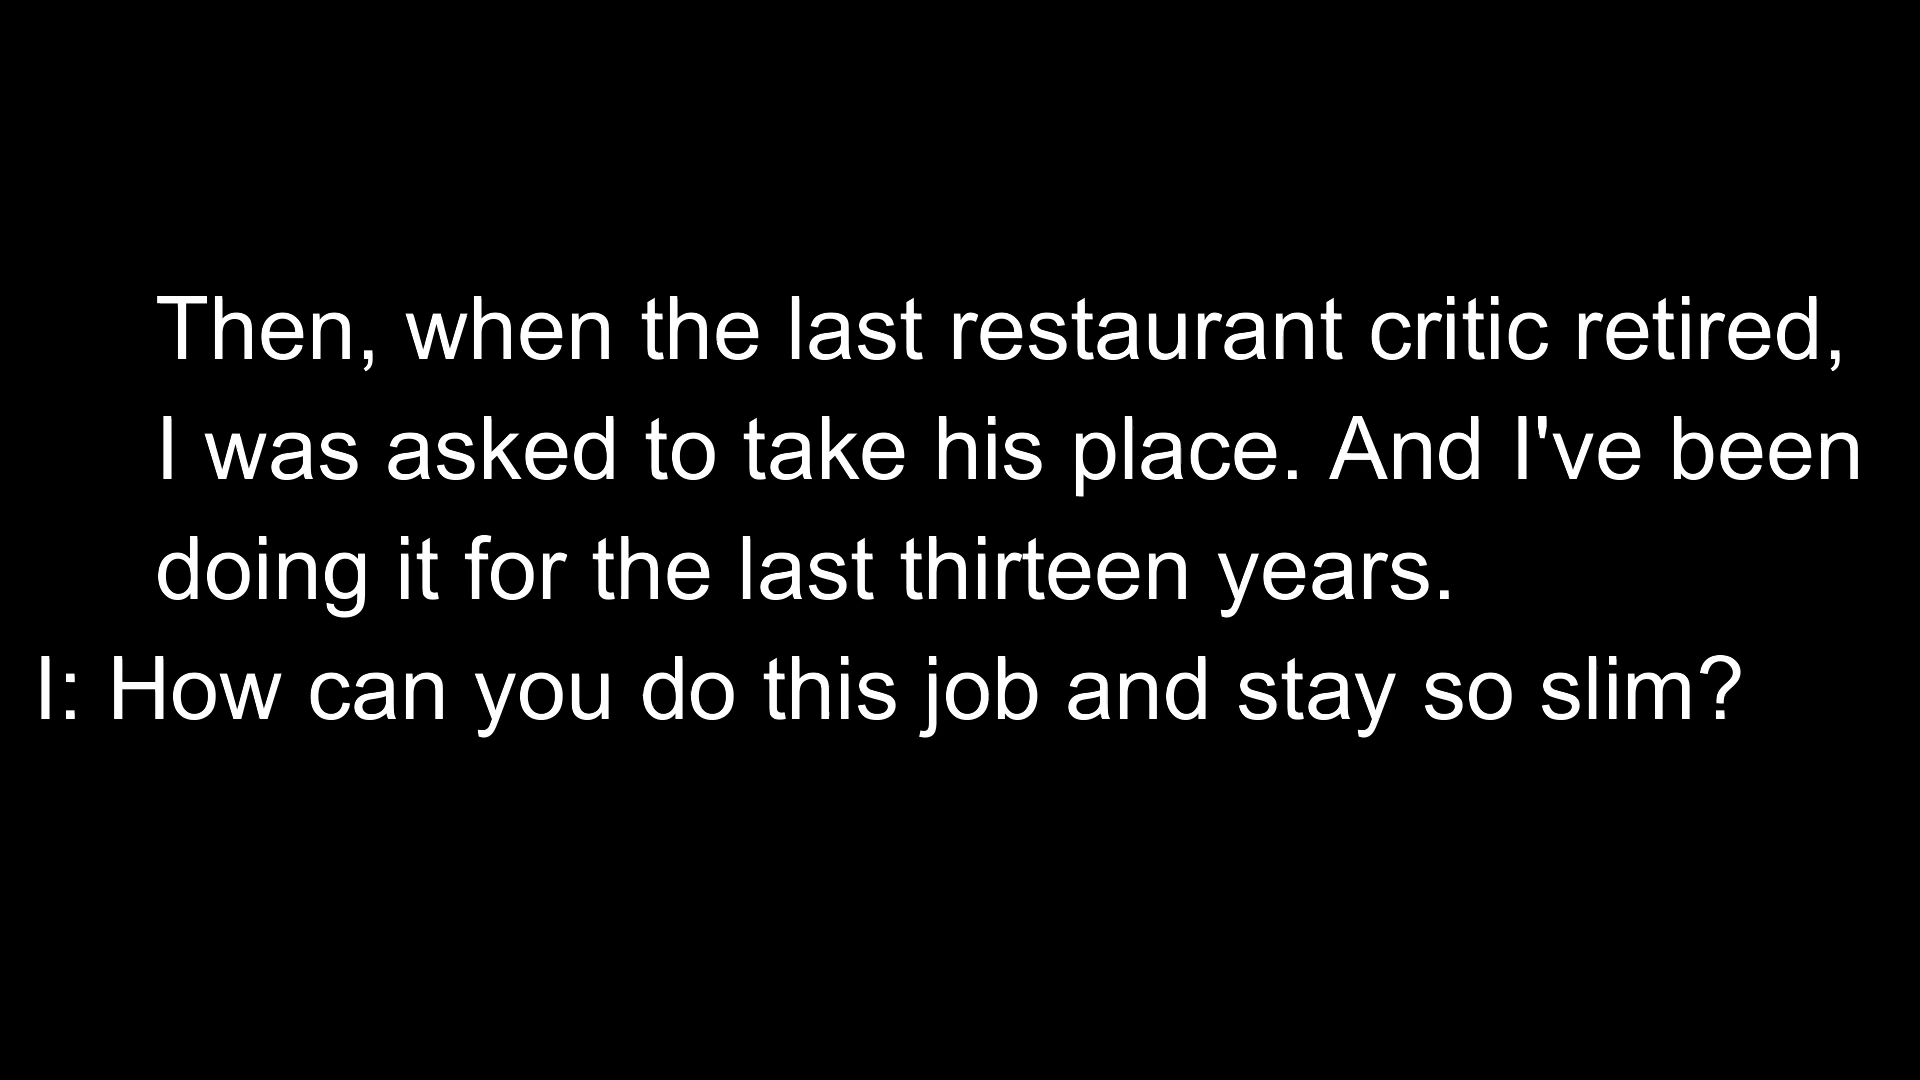 Then, when the last restaurant critic retired,
I was asked to take his place. And I've been
doing it for the last thirteen years.
I: How can you do this job and stay so slim?